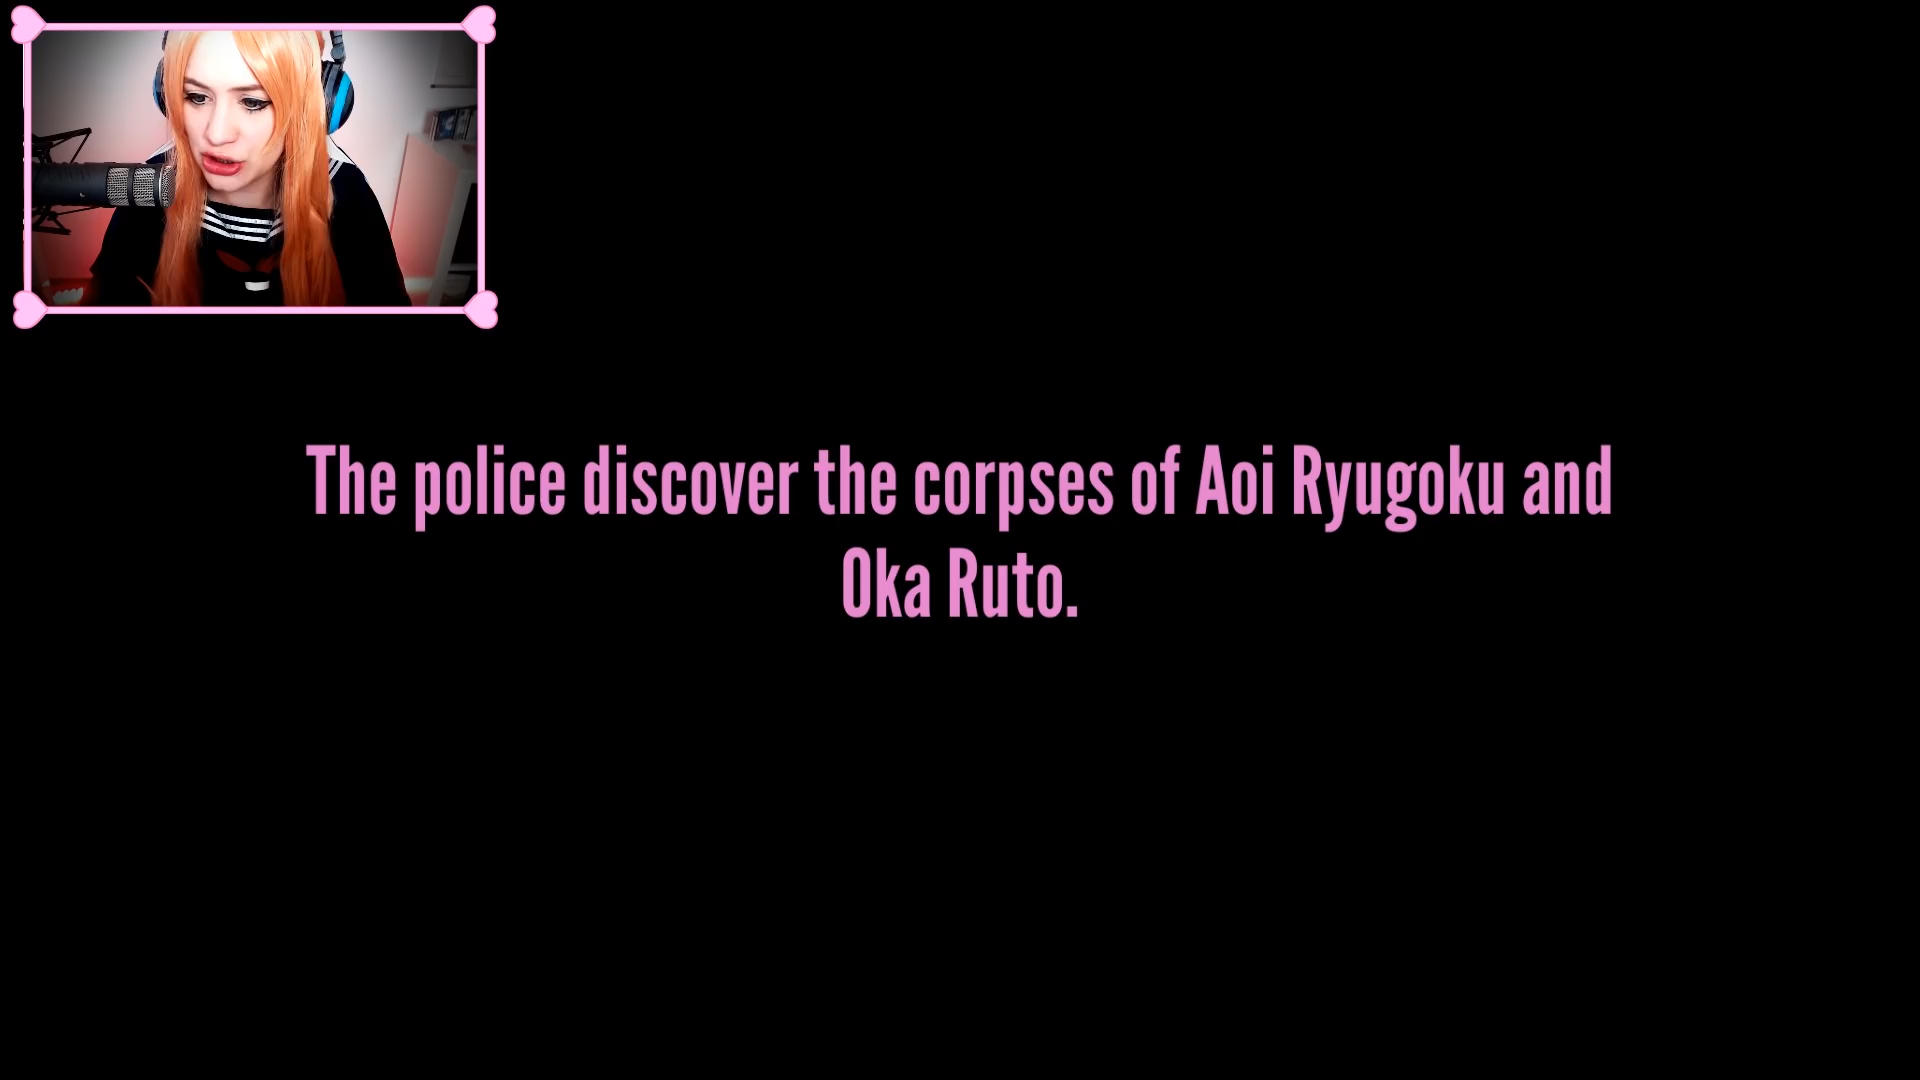 The police discover the corpses of Aoi Ryugoku and
Oka Ruto.